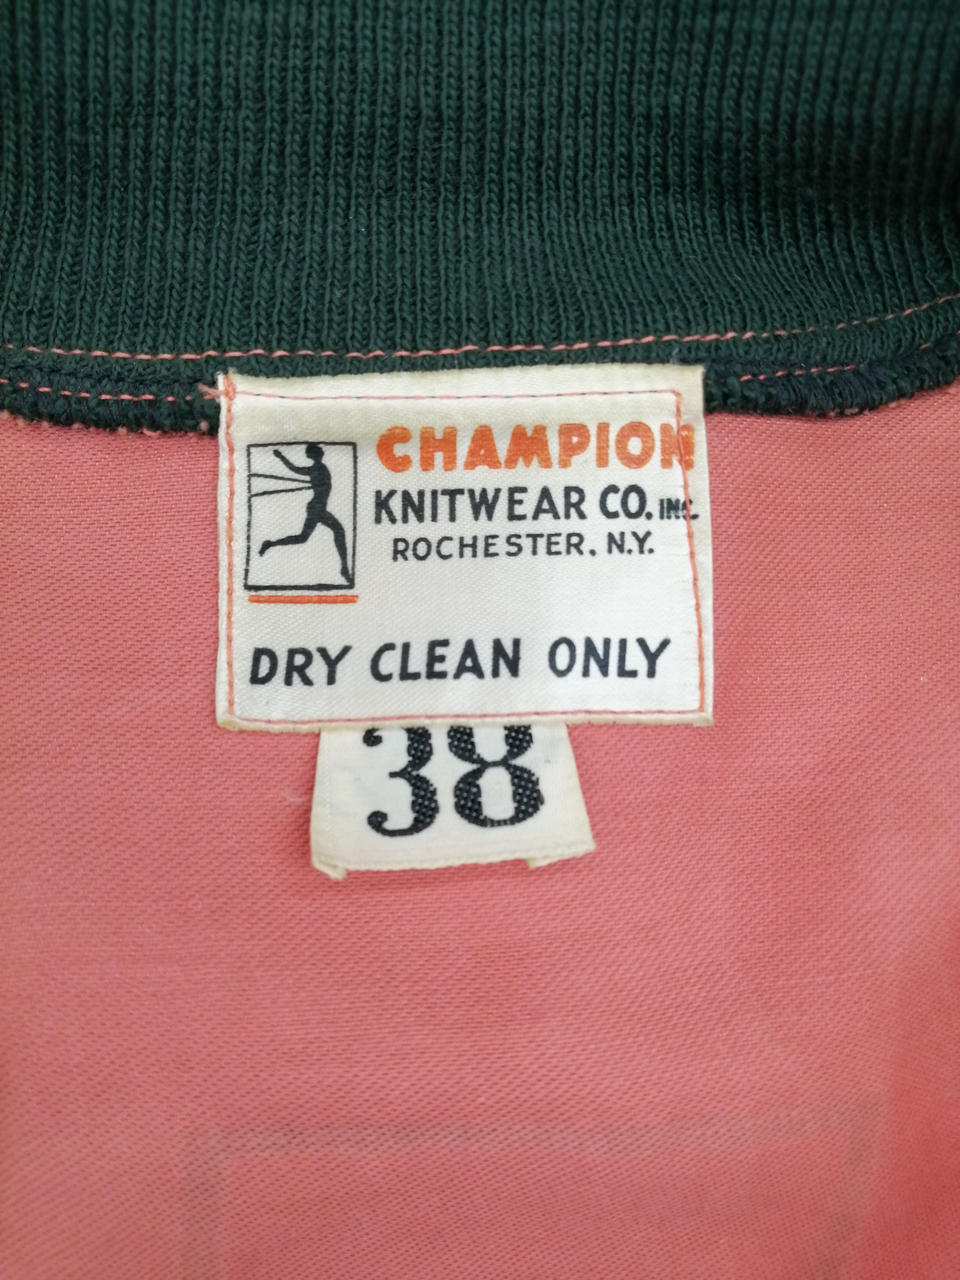 CHAMPION
KNITWEAR CO. INC.
ROCHESTER. N.Y.
DRY CLEAN ONLY
38